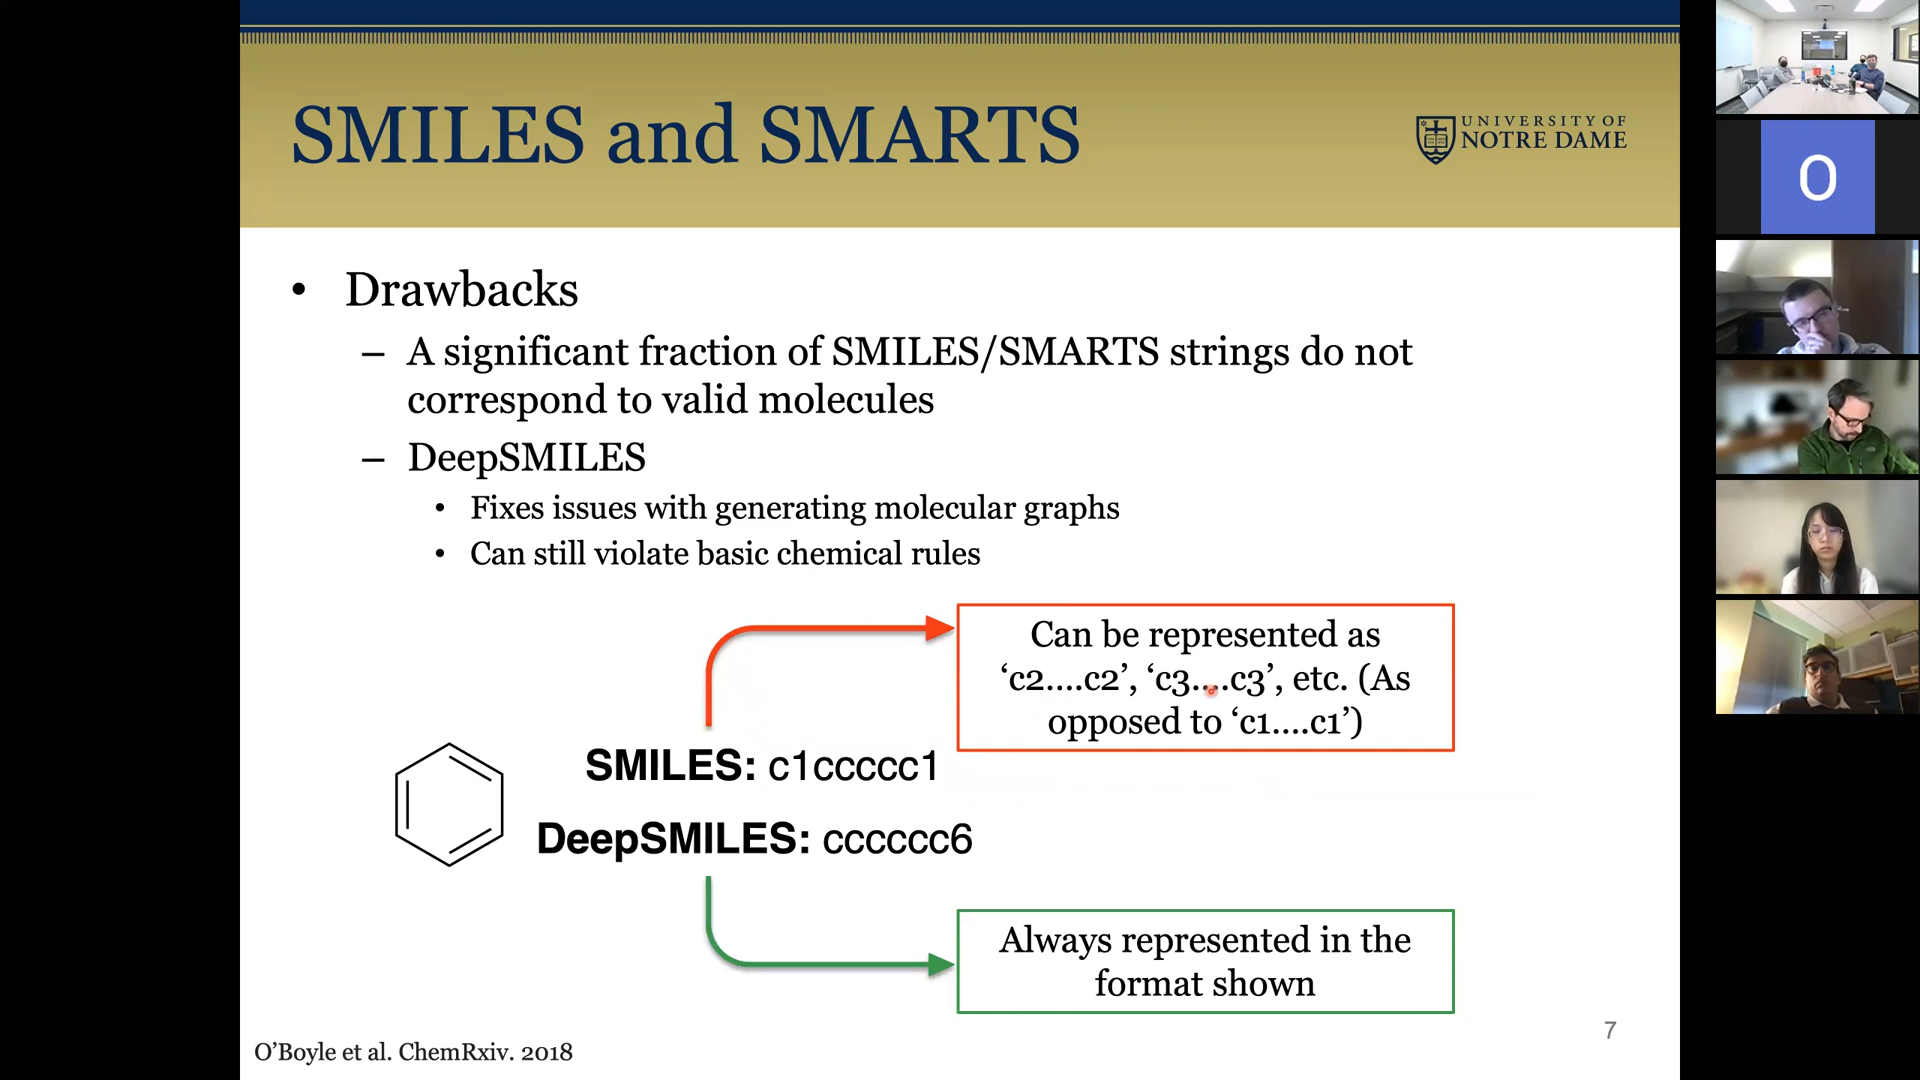 SMILES and SMARTS
UNIVERSITY OF
NOTRE DAME
O
• Drawbacks
– A significant fraction of SMILES/SMARTS strings do not
correspond to valid molecules
– DeepSMILES
• Fixes issues with generating molecular graphs
• Can still violate basic chemical rules
Can be represented as
‘c2....c2’, ‘c3....c3’, etc. (As
opposed to ‘c1....c1’)
SMILES: c1ccccc1
DeepSMILES: cccccc6
Always represented in the
format shown
7
O’Boyle et al. ChemRxiv. 2018